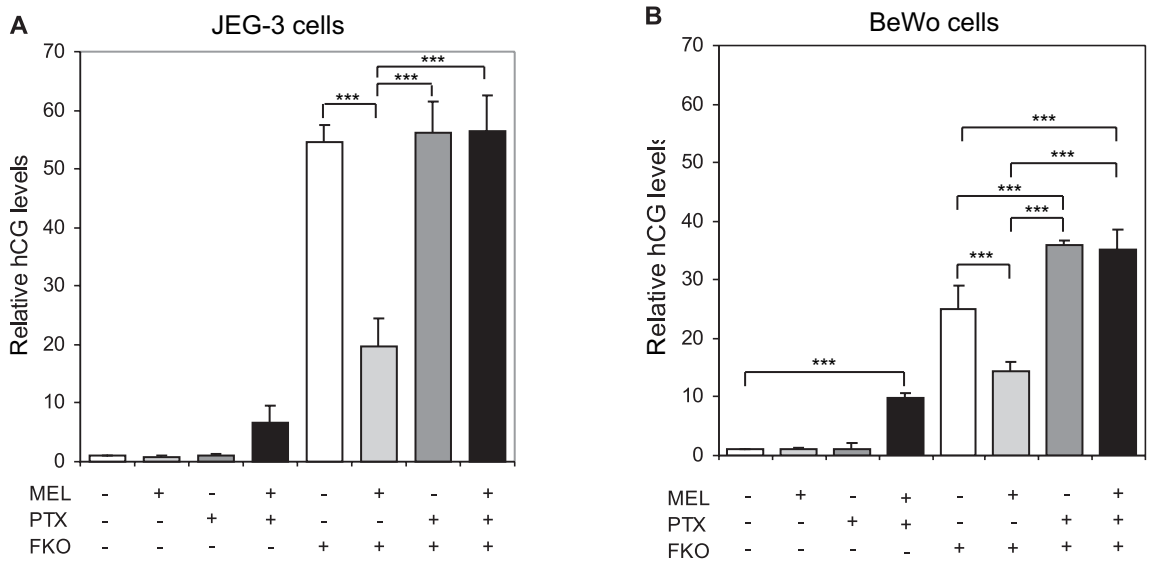 A
JEG-3 cells
70
60
50
40
30
20
10
0
Relative hCG levels
***
***
***
MEL - + - + - + - +
PTX - - + + - - + +
FKO - - - - + + + +
B
BeWo cells
70
60
50
40
30
20
10
0
Relative hCG levels
***
***
***
***
***
***
MEL - + - + - + - +
PTX - - + + - - + +
FKO - - - - + + + +